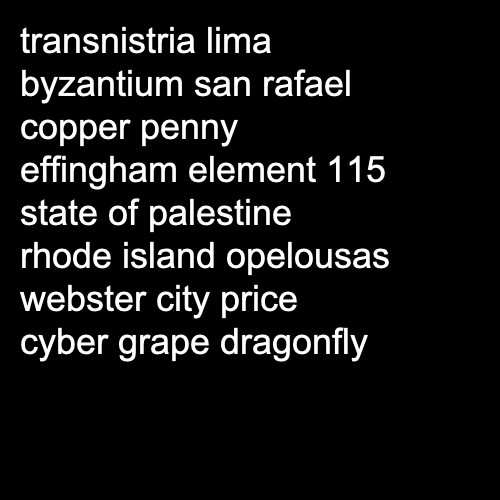 transnistria lima
byzantium san rafael
copper penny
effingham element 115
state of palestine
rhode island opelousas
webster city price
cyber grape dragonfly